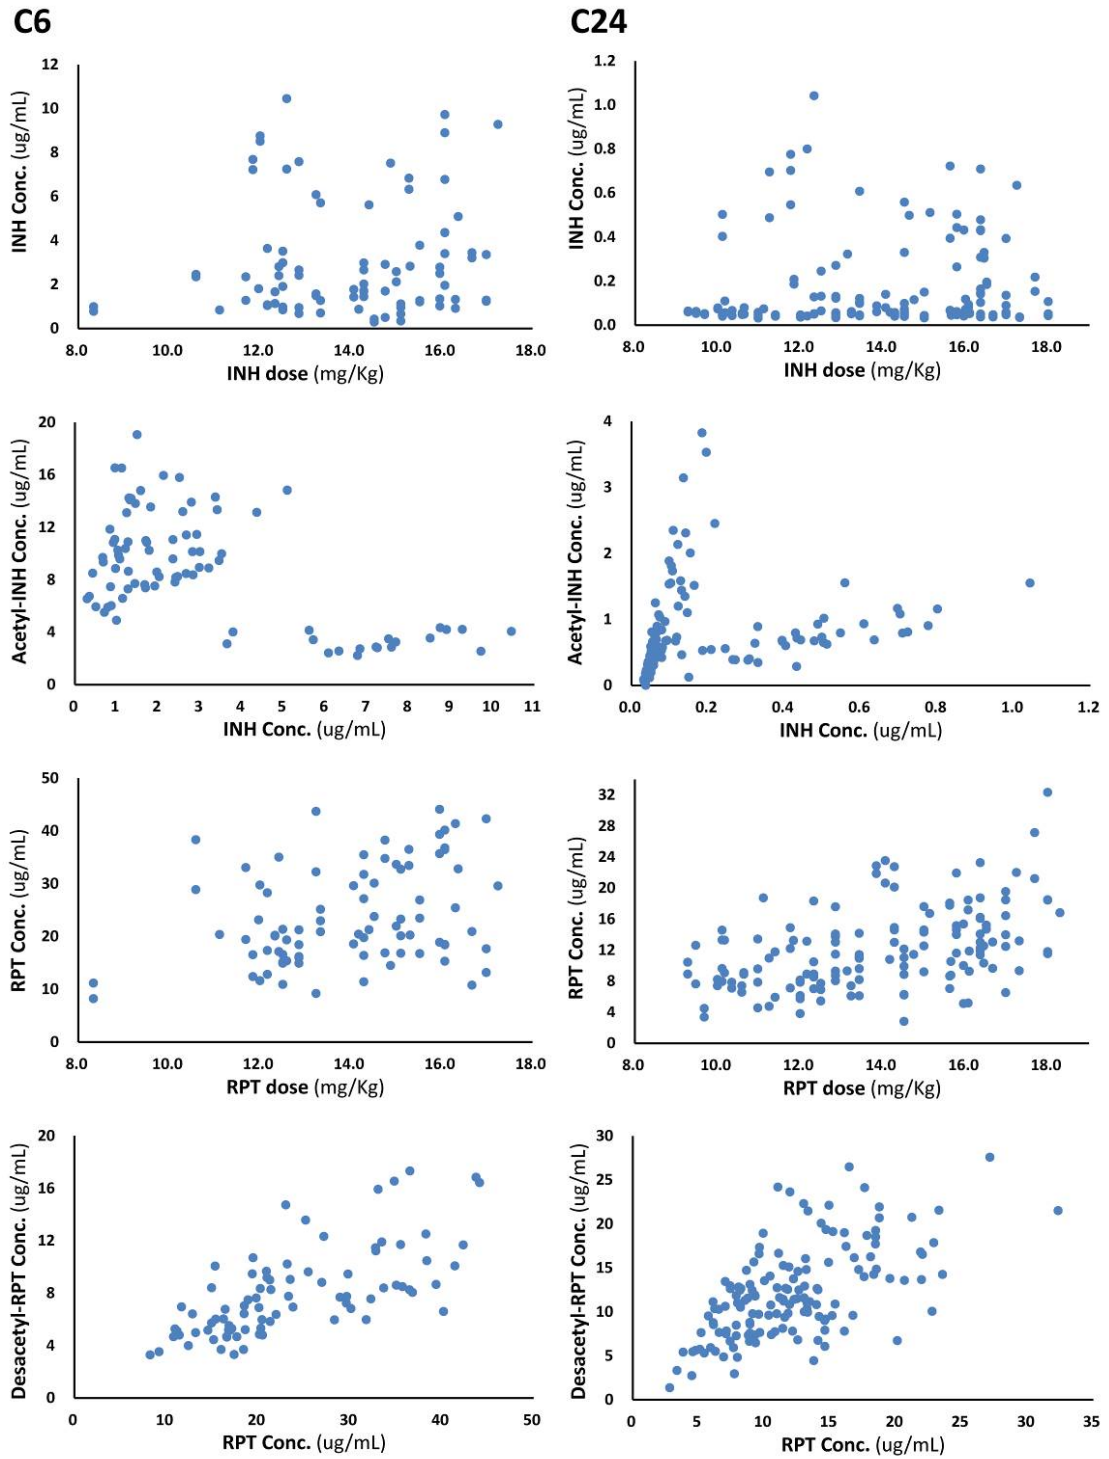 C6
C24
INH Conc. (ug/mL)
12
10
8
6
4
2
0
8.0 10.0 12.0 14.0 16.0 18.0
INH dose (mg/Kg)
INH Conc. (ug/mL)
1.2
1.0
0.8
0.6
0.4
0.2
0.0
8.0 10.0 12.0 14.0 16.0 18.0
INH dose (mg/Kg)
Acetyl-INH Conc. (ug/mL)
20
16
12
8
4
0
0 1 2 3 4 5 6 7 8 9 10 11
INH Conc. (ug/mL)
Acetyl-INH Conc. (ug/mL)
4
3
2
1
0
0.0 0.2 0.4 0.6 0.8 1.0 1.2
INH Conc. (ug/mL)
RPT Conc. (ug/mL)
50
40
30
20
10
0
8.0 10.0 12.0 14.0 16.0 18.0
RPT dose (mg/Kg)
RPT Conc. (ug/mL)
32
28
24
20
16
12
8
4
0
8.0 10.0 12.0 14.0 16.0 18.0
RPT dose (mg/Kg)
Desacetyl-RPT Conc. (ug/mL)
20
16
12
8
4
0
0 10 20 30 40 50
RPT Conc. (ug/mL)
Desacetyl-RPT Conc. (ug/mL)
30
25
20
15
10
5
0
0 5 10 15 20 25 30 35
RPT Conc. (ug/mL)